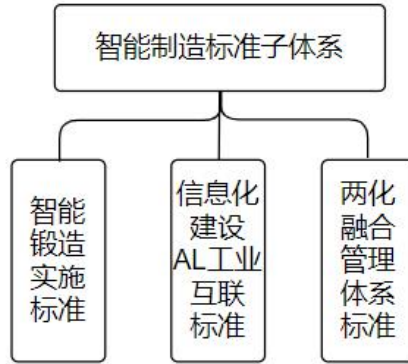 智能制造标准子体系
智能
锻造
实施
标准
信息化
建设
AL工业
互联
标准
两化
融合
管理
体系
标准